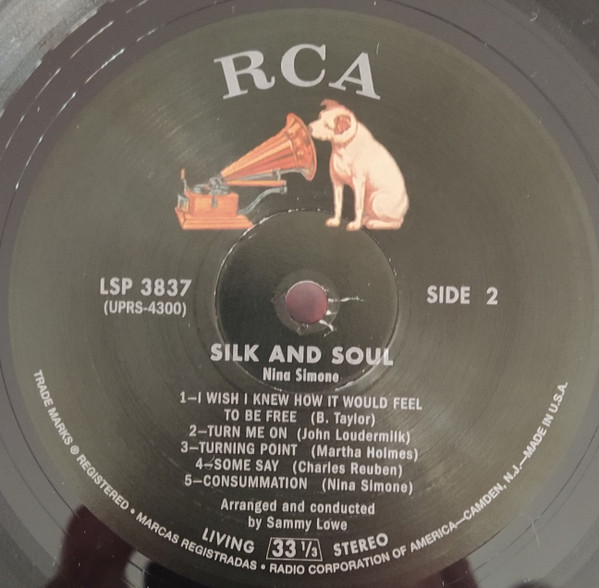 RCA
LSP 3837
(UPRS-4300)
SIDE 2
SILK AND SOUL
Nina Simone
1-I WISH I KNEW HOW IT WOULD FEEL
TO BE FREE (B. Taylor)
2-TURN ME ON (John Loudermilk)
3-TURNING POINT (Martha Holmes)
4-SOME SAY (Charles Reuben)
5-CONSUMMATION (Nina Simone)
Arranged and conducted
by Sammy Lowe
LIVING 33 1/3 STEREO
TRADE MARKS ® REGISTERED • MARCAS REGISTRADAS • RADIO CORPORATION OF AMERICA—CAMDEN, N.J.—MADE IN U.S.A.